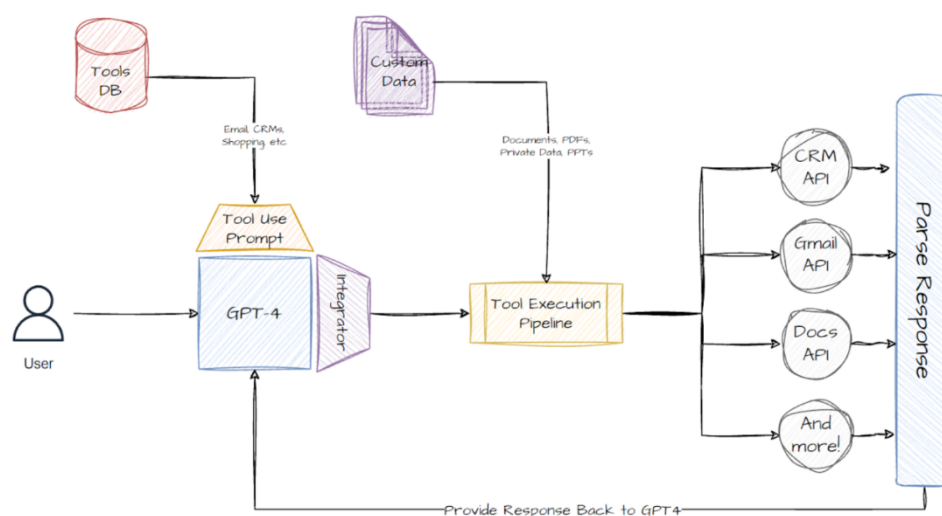 Tools
DB
Custom
Data
Email, CRMs,
Shopping, etc
Documents, PDFs,
Private Data, PPTs
CRM
API
Tool Use
Prompt
Gmail
API
GPT-4
Integrator
Tool Execution
Pipeline
Parse Response
User
Docs
API
And
more!
Provide Response Back to GPT4